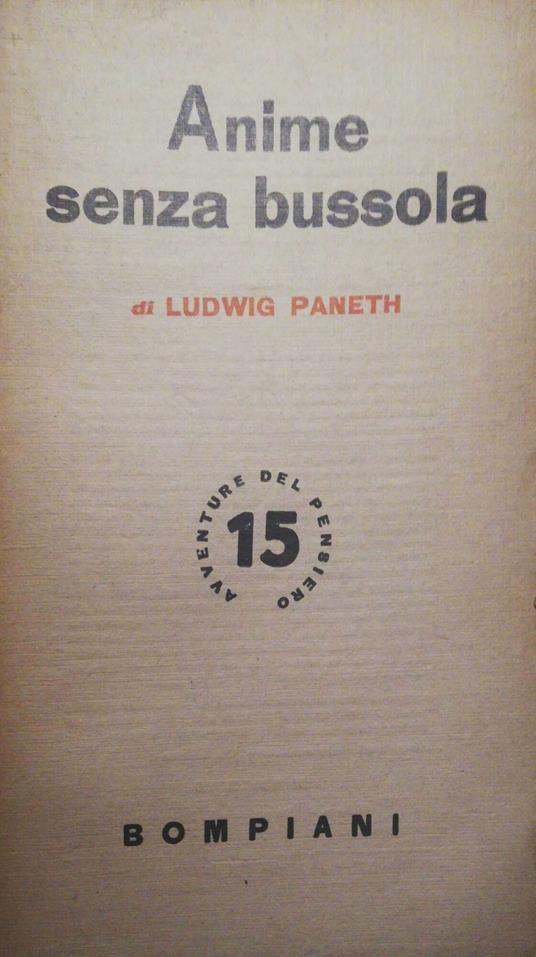 Anime
senza bussola
di LUDWIG PANETH
AVVENTURE DEL PENSIERO
15
BOMPIANI